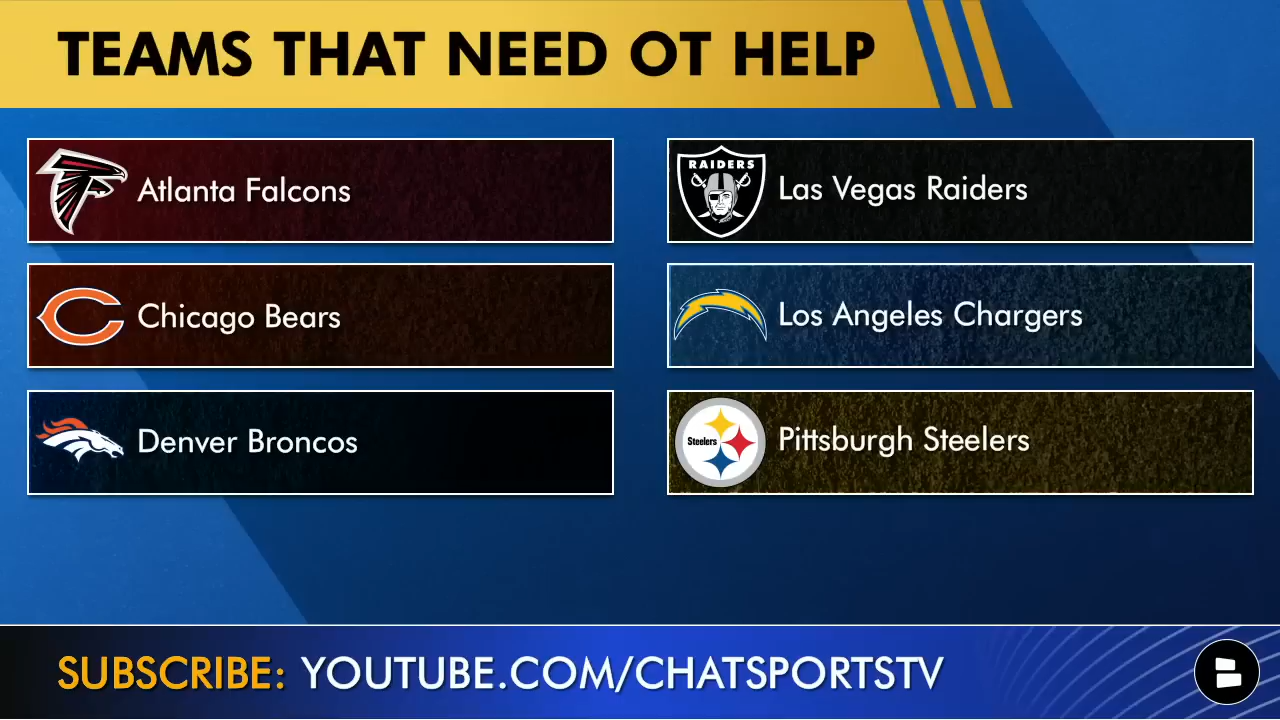 TEAMS THAT NEED OT HELP
Atlanta Falcons
Chicago Bears
Denver Broncos
RAIDERS
Las Vegas Raiders
Los Angeles Chargers
Steelers
Pittsburgh Steelers
SUBSCRIBE: YOUTUBE.COM/CHATSPORTSTV